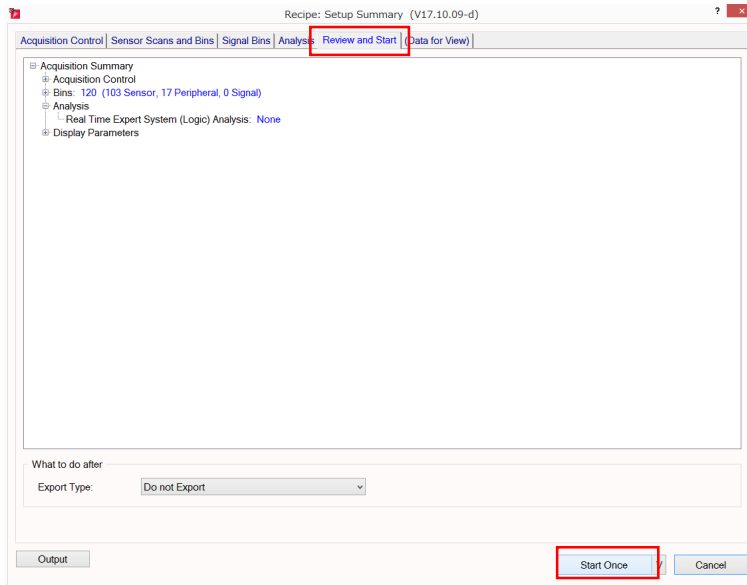 Recipe: Setup Summary (V17.10.09-d)
?
×
Acquisition Control
Sensor Scans and Bins
Signal Bins
Analysis
Review and Start
(Data for View)
Acquisition Summary
Acquisition Control
Bins: 120 (103 Sensor, 17 Peripheral, 0 Signal)
Analysis
Real Time Expert System (Logic) Analysis: None
Display Parameters
What to do after
Export Type:
Do not Export
Output
Start Once
Cancel